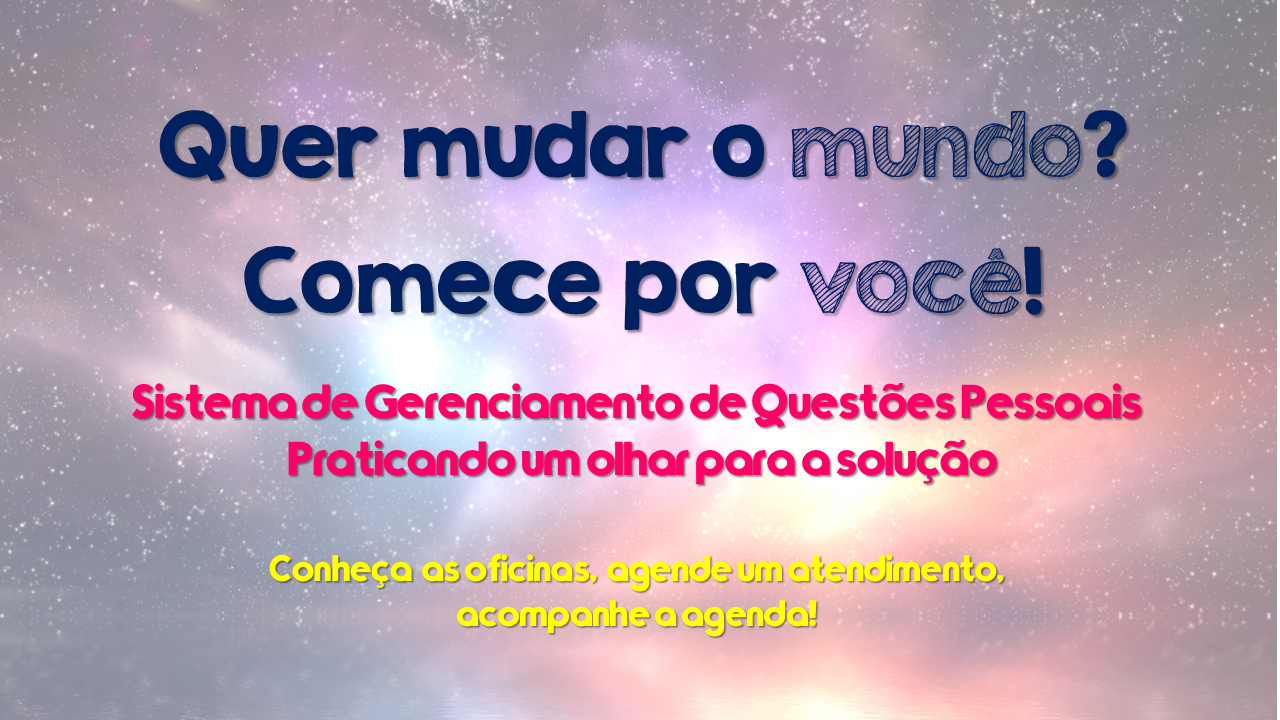 Quer mudar o mundo?
Comece por você!
Sistema de Gerenciamento de Questões Pessoais
Praticando um olhar para a solução
Conheça as oficinas, agende um atendimento,
acompanhe a agenda!